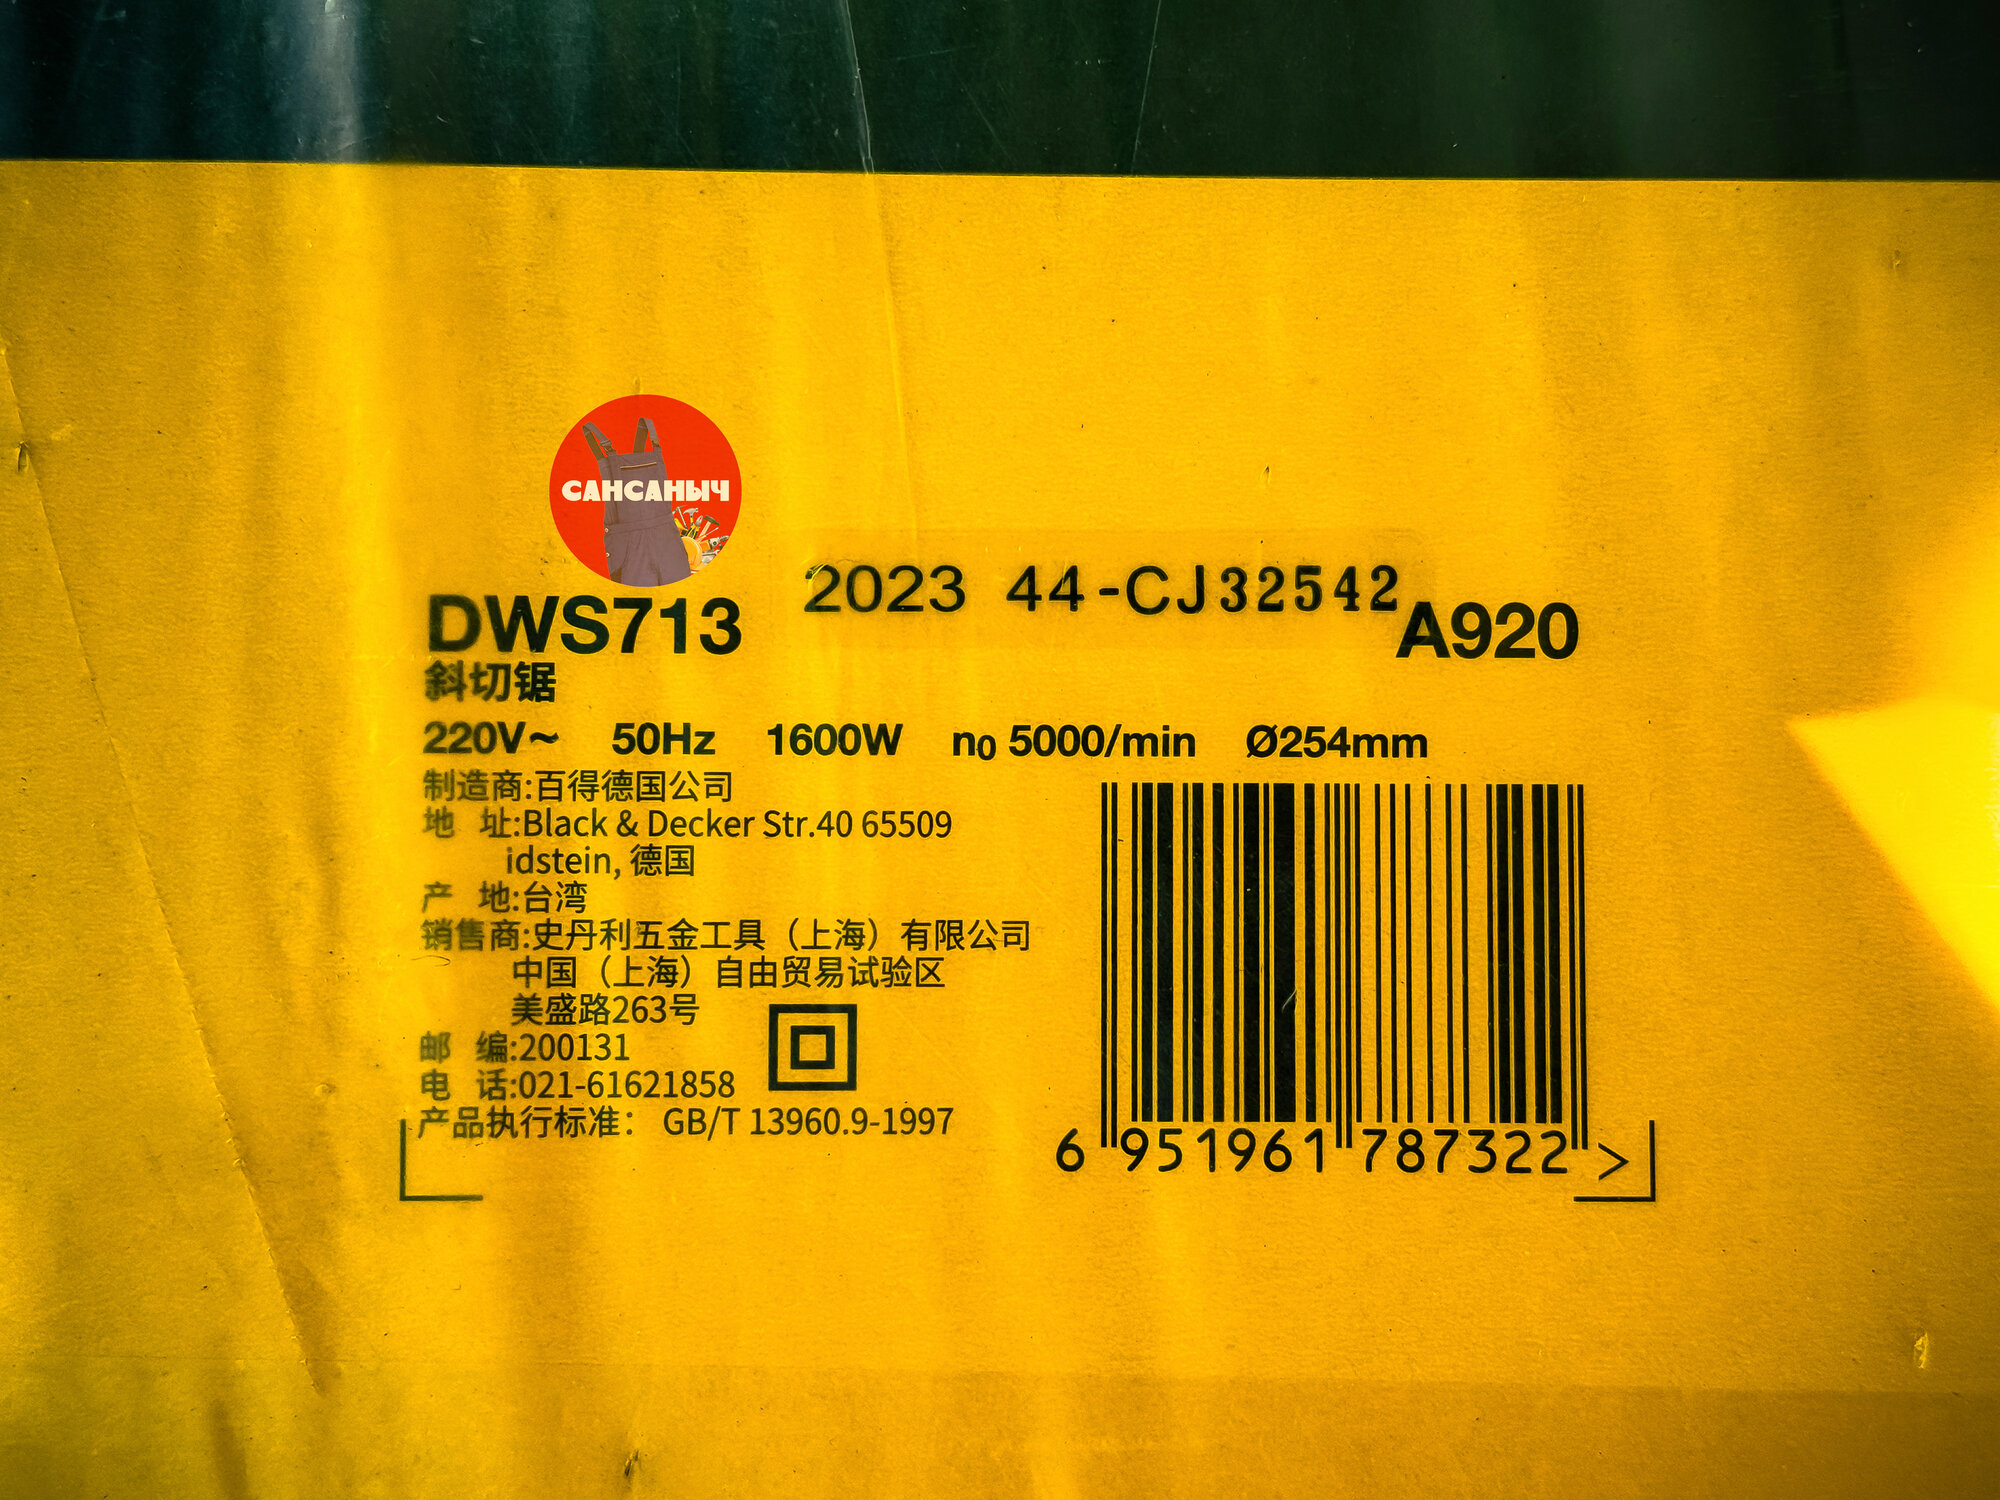 САНСАНЫЧ
2023 44-CJ32542
DWS713 A920
斜切锯
220V~ 50Hz 1600W n₀ 5000/min Ø254mm
制造商:百得德国公司
地 址:Black & Decker Str.40 65509
idstein, 德国
产 地:台湾
销售商:史丹利五金工具（上海）有限公司
中国（上海）自由贸易试验区
美盛路263号
邮 编:200131
电 话:021-61621858
产品执行标准： GB/T 13960.9-1997
6 951961 787322 >